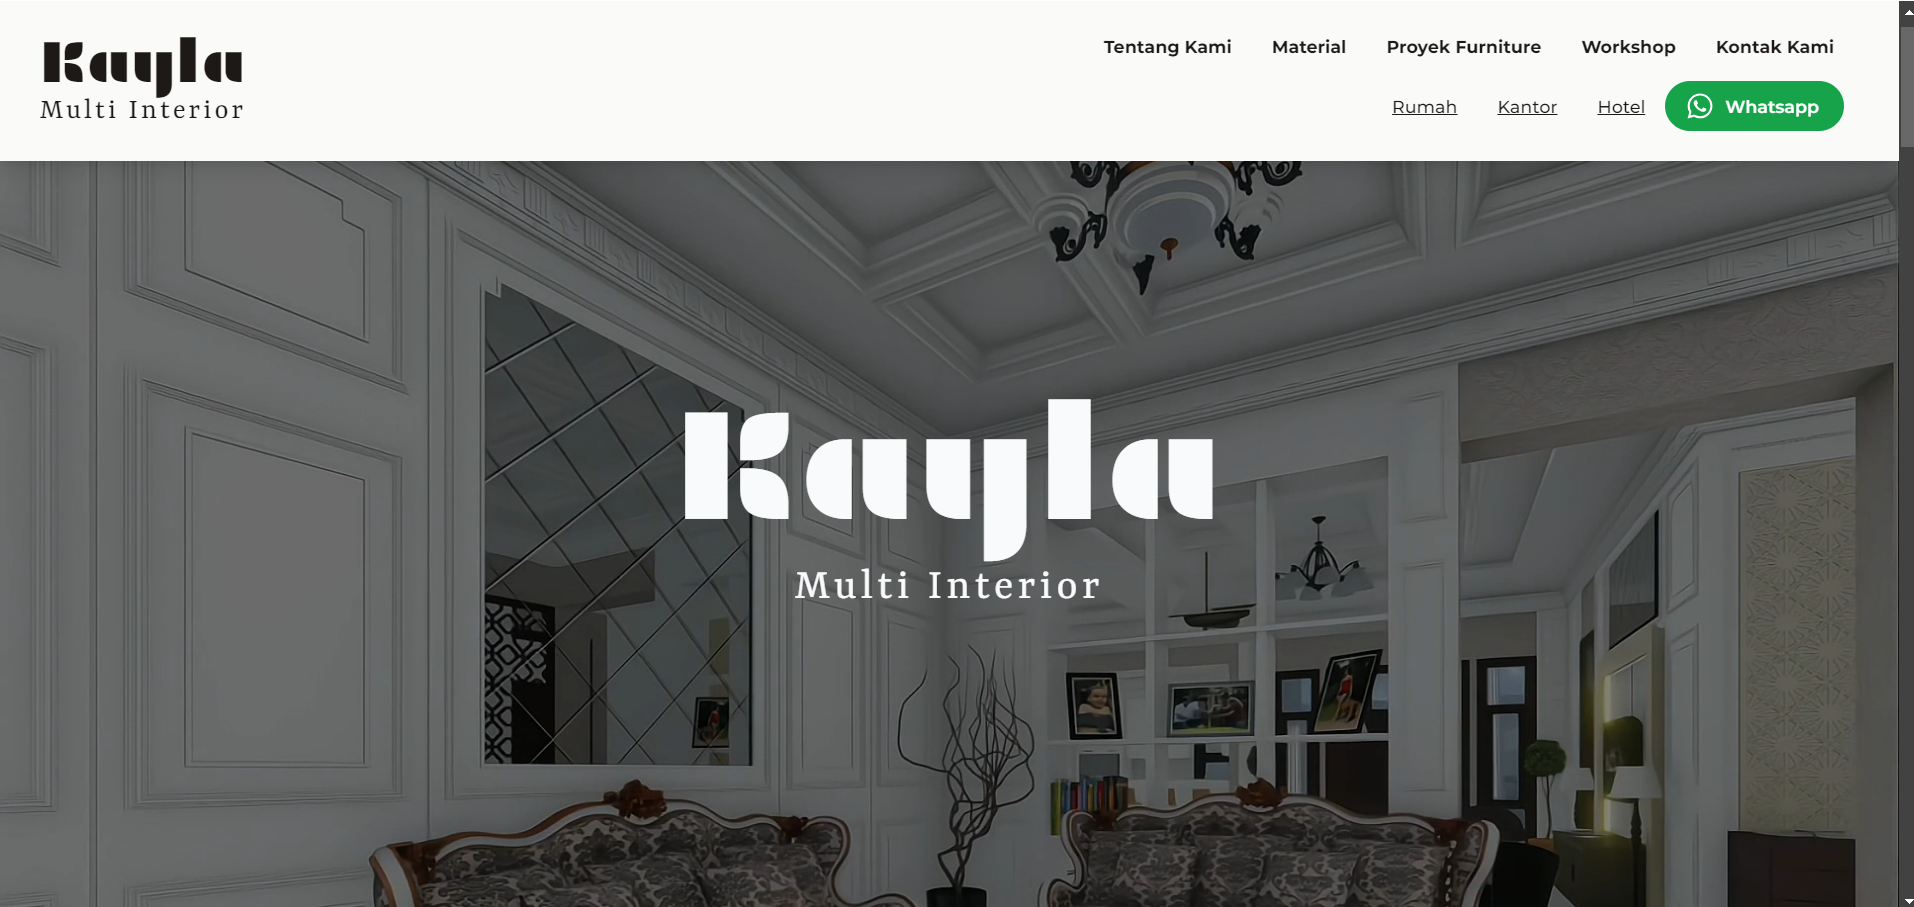 Kayla
Multi Interior
Tentang Kami Material Proyek Furniture Workshop Kontak Kami
Rumah Kantor Hotel Whatsapp
Kayla
Multi Interior